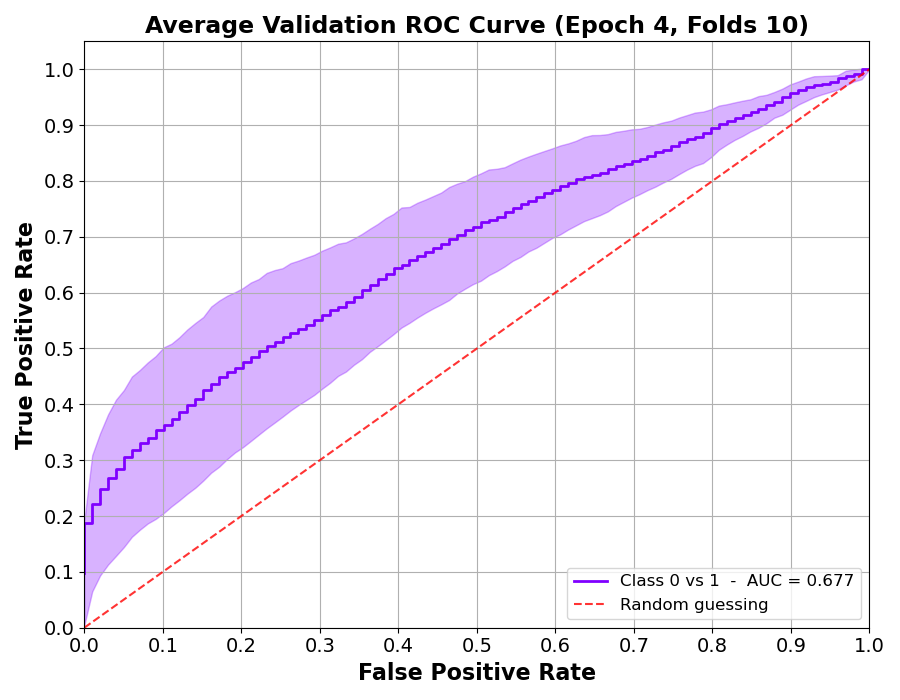 Average Validation ROC Curve (Epoch 4, Folds 10)
True Positive Rate
1.0
0.9
0.8
0.7
0.6
0.5
0.4
0.3
0.2
0.1
0.0
Class 0 vs 1 - AUC = 0.677
Random guessing
0.0 0.1 0.2 0.3 0.4 0.5 0.6 0.7 0.8 0.9 1.0
False Positive Rate